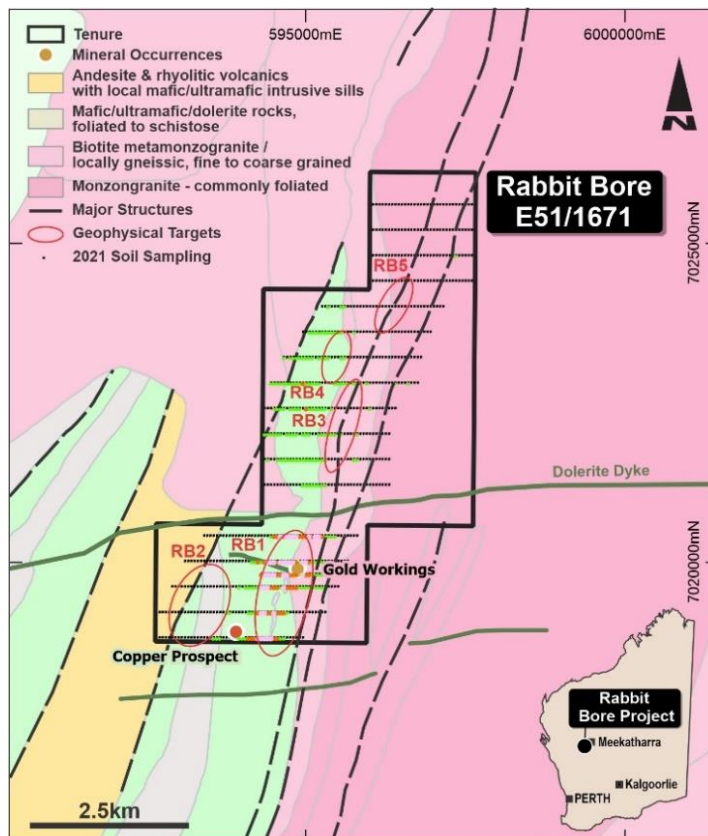 595000mE
6000000mE
Tenure
Mineral Occurrences
Andesite & rhyolitic volcanics
with local mafic/ultramafic intrusive sills
Mafic/ultramafic/dolerite rocks,
foliated to schistose
Biotite metamonzogranite /
locally gneissic, fine to coarse grained
Monzongranite - commonly foliated
Major Structures
Geophysical Targets
2021 Soil Sampling
N
Rabbit Bore
E51/1671
7025000mN
RB5
RB4
RB3
Dolerite Dyke
RB2
RB1
Gold Workings
7020000mN
Copper Prospect
Rabbit
Bore Project
Meekatharra
Kalgoorlie
PERTH
2.5km